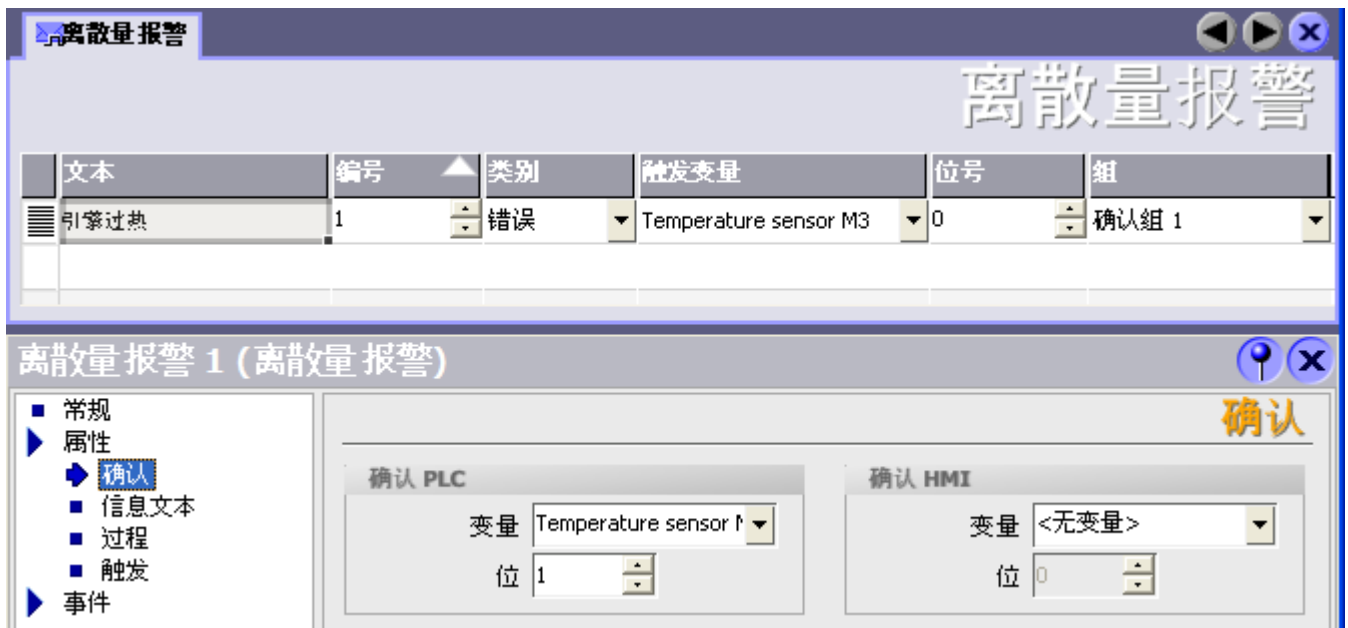 离散量报警
离散量报警
文本 编号 类别 触发变量 位号 组
引擎过热 1 错误 Temperature sensor M3 0 确认组 1
离散量报警 1 (离散量报警)
常规
属性
确认
信息文本
过程
触发
事件
确认
确认 PLC
变量 Temperature sensor
位 1
确认 HMI
变量 <无变量>
位 0